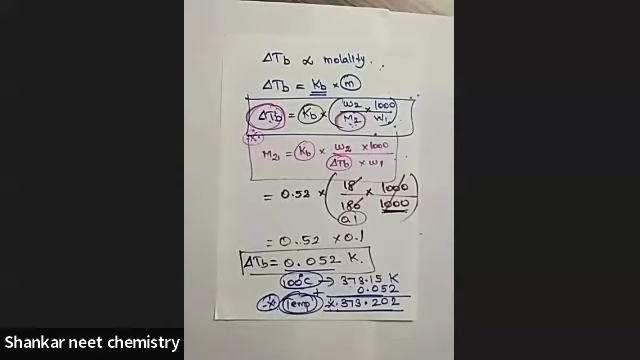 ΔTb ∝ molality.
ΔTb = Kb × m
ΔTb = Kb × w2/M2 × 1000/w1
M2 = Kb × w2 × 1000 / ΔTb × w1
= 0.52 × (18/180 × 1000/1000)
0.1
= 0.52 × 0.1
ΔTb = 0.052 K.
100°C → 373.15 K
+ 0.052
Temp 373.202
Shankar neet chemistry